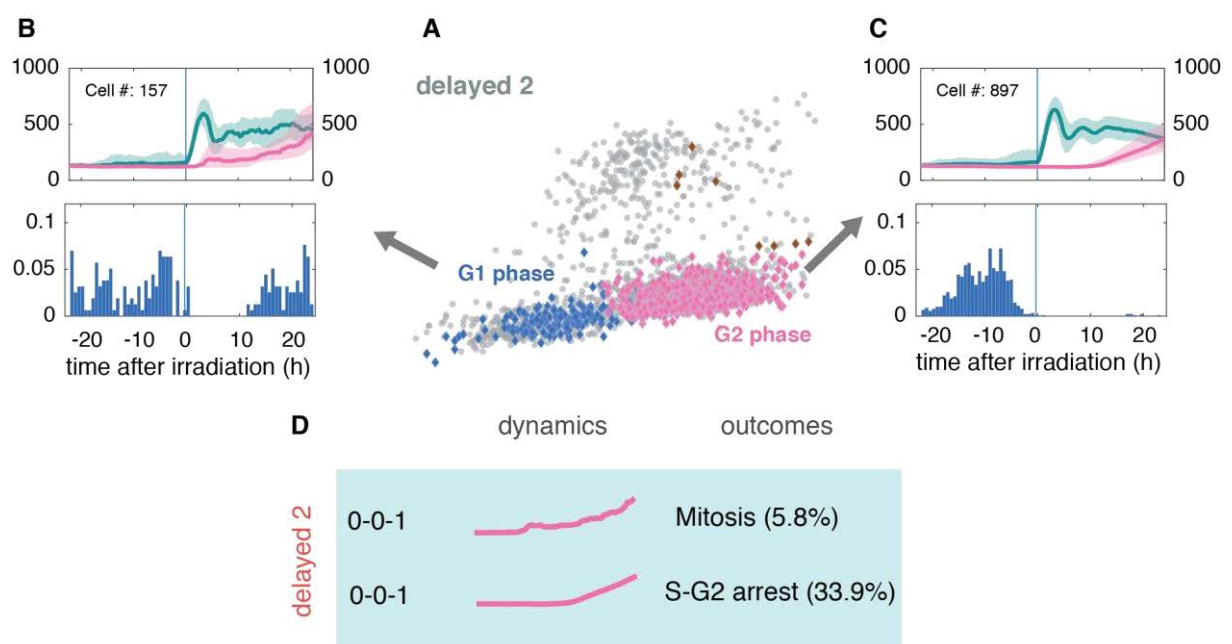 B
A
C
1000
500
0
Cell #: 157
1000
500
0
0.1
0.05
0
-20
-10
0
10
20
time after irradiation (h)
delayed 2
G1 phase
G2 phase
1000
500
0
Cell #: 897
1000
500
0
0.1
0.05
0
-20
-10
0
10
20
time after irradiation (h)
D
dynamics
outcomes
delayed 2
0-0-1
Mitosis (5.8%)
0-0-1
S-G2 arrest (33.9%)